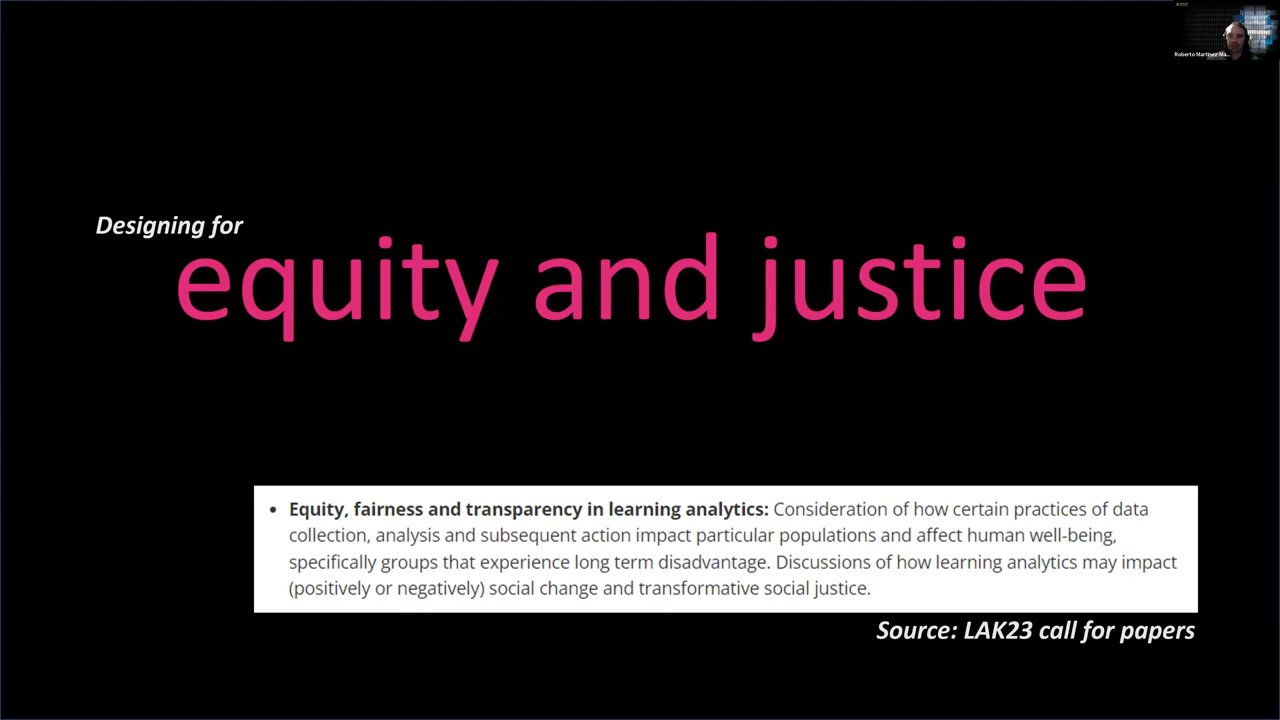 Roberto Martinez-Ma...
Designing for
equity and justice
• Equity, fairness and transparency in learning analytics: Consideration of how certain practices of data
collection, analysis and subsequent action impact particular populations and affect human well-being,
specifically groups that experience long term disadvantage. Discussions of how learning analytics may impact
(positively or negatively) social change and transformative social justice.
Source: LAK23 call for papers